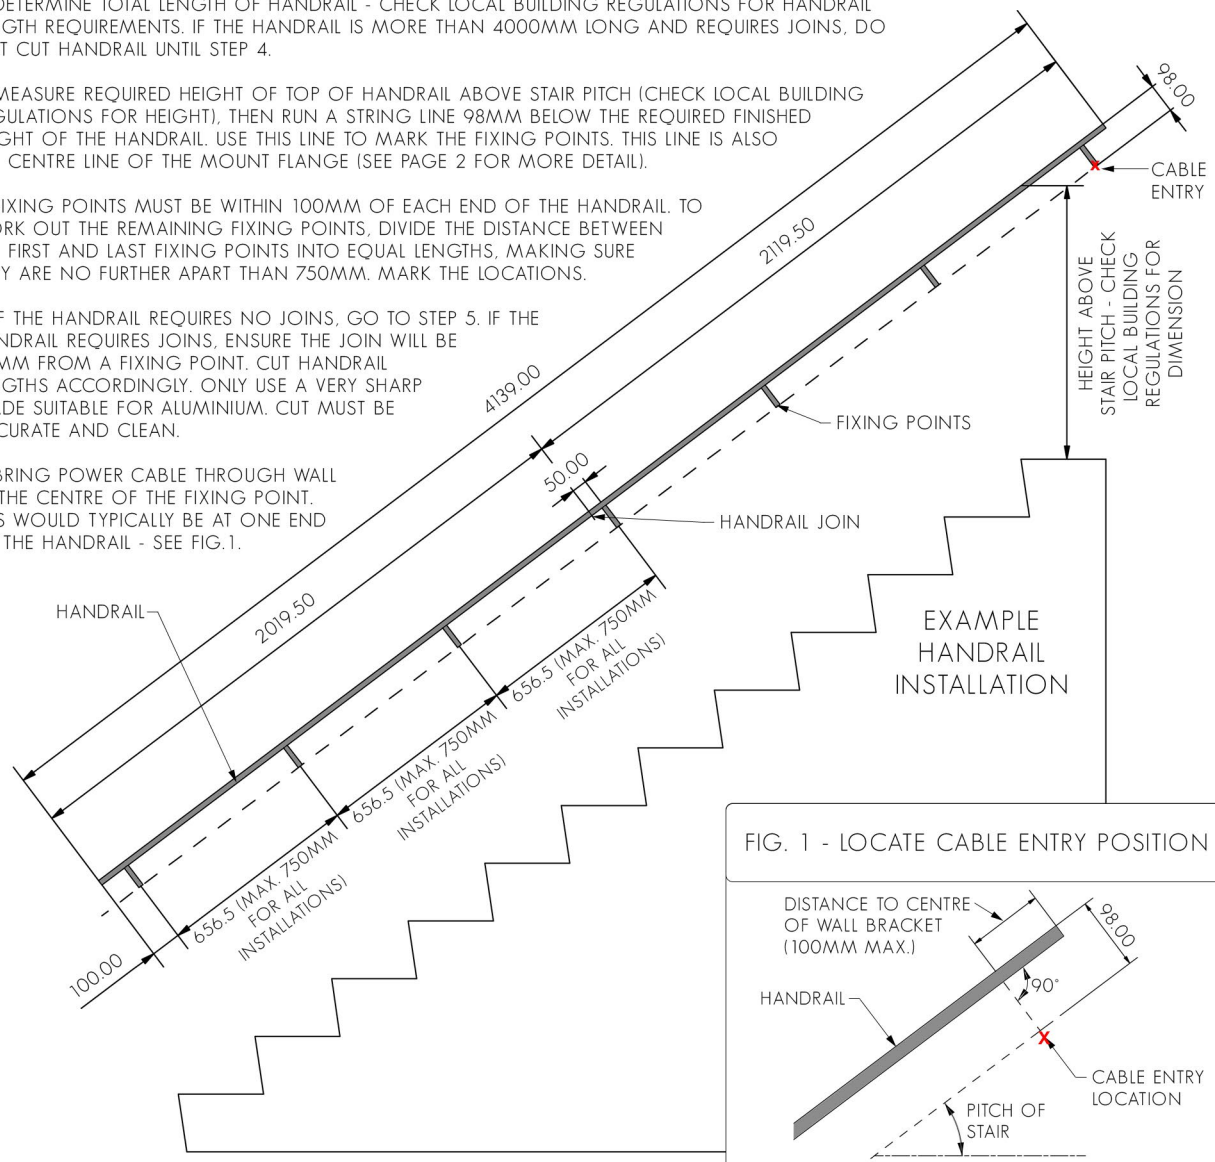 DETERMINE TOTAL LENGTH OF HANDRAIL - CHECK LOCAL BUILDING REGULATIONS FOR HANDRAIL
GTH REQUIREMENTS. IF THE HANDRAIL IS MORE THAN 4000MM LONG AND REQUIRES JOINS, DO
T CUT HANDRAIL UNTIL STEP 4.
MEASURE REQUIRED HEIGHT OF TOP OF HANDRAIL ABOVE STAIR PITCH (CHECK LOCAL BUILDING
GULATIONS FOR HEIGHT), THEN RUN A STRING LINE 98MM BELOW THE REQUIRED FINISHED
GHT OF THE HANDRAIL. USE THIS LINE TO MARK THE FIXING POINTS. THIS LINE IS ALSO
CENTRE LINE OF THE MOUNT FLANGE (SEE PAGE 2 FOR MORE DETAIL).
FIXING POINTS MUST BE WITHIN 100MM OF EACH END OF THE HANDRAIL. TO
RK OUT THE REMAINING FIXING POINTS, DIVIDE THE DISTANCE BETWEEN
FIRST AND LAST FIXING POINTS INTO EQUAL LENGTHS, MAKING SURE
Y ARE NO FURTHER APART THAN 750MM. MARK THE LOCATIONS.
F THE HANDRAIL REQUIRES NO JOINS, GO TO STEP 5. IF THE
NDRAIL REQUIRES JOINS, ENSURE THE JOIN WILL BE
MM FROM A FIXING POINT. CUT HANDRAIL
GTHS ACCORDINGLY. ONLY USE A VERY SHARP
DE SUITABLE FOR ALUMINIUM. CUT MUST BE
CURATE AND CLEAN.
BRING POWER CABLE THROUGH WALL
THE CENTRE OF THE FIXING POINT.
S WOULD TYPICALLY BE AT ONE END
THE HANDRAIL - SEE FIG.1.
98.00
CABLE
ENTRY
2119.50
HEIGHT ABOVE
STAIR PITCH - CHECK
LOCAL BUILDING
REGULATIONS FOR
DIMENSION
4139.00
FIXING POINTS
50.00
HANDRAIL JOIN
HANDRAIL
2019.50
656.5 (MAX. 750MM
FOR ALL
INSTALLATIONS)
656.5 (MAX. 750MM
FOR ALL
INSTALLATIONS)
656.5 (MAX. 750MM
FOR ALL
INSTALLATIONS)
100.00
EXAMPLE
HANDRAIL
INSTALLATION
FIG. 1 - LOCATE CABLE ENTRY POSITION
DISTANCE TO CENTRE
OF WALL BRACKET
(100MM MAX.)
98.00
90°
HANDRAIL
X
CABLE ENTRY
LOCATION
PITCH OF
STAIR